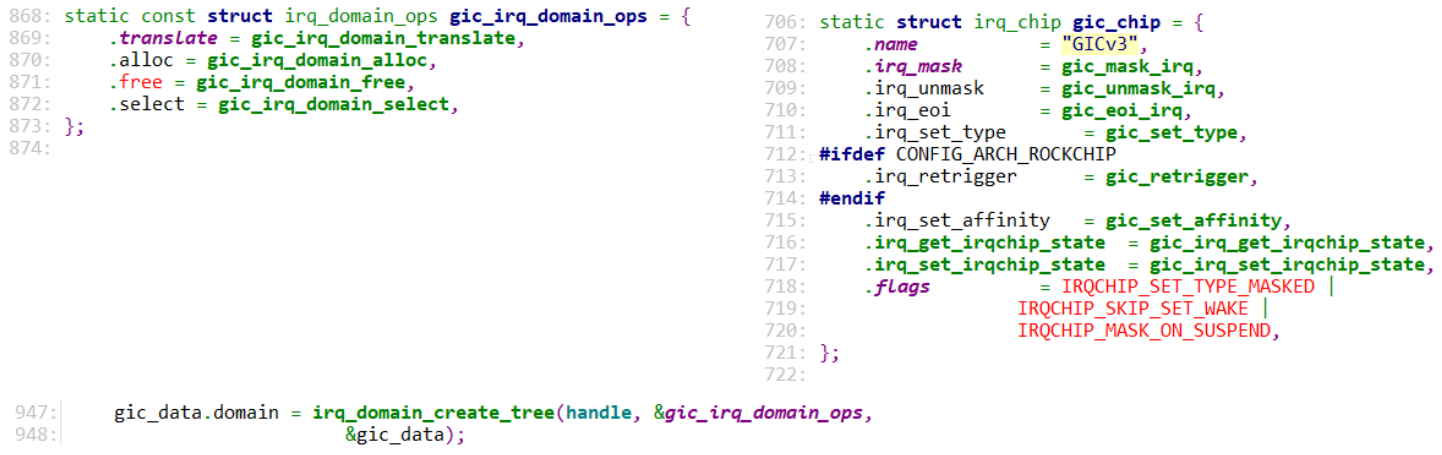 868: static const struct irq_domain_ops gic_irq_domain_ops = {
869:     .translate = gic_irq_domain_translate,
870:     .alloc = gic_irq_domain_alloc,
871:     .free = gic_irq_domain_free,
872:     .select = gic_irq_domain_select,
873: };
874:
706: static struct irq_chip gic_chip = {
707:     .name            = "GICv3",
708:     .irq_mask        = gic_mask_irq,
709:     .irq_unmask      = gic_unmask_irq,
710:     .irq_eoi         = gic_eoi_irq,
711:     .irq_set_type        = gic_set_type,
712: #ifdef CONFIG_ARCH_ROCKCHIP
713:     .irq_retrigger       = gic_retrigger,
714: #endif
715:     .irq_set_affinity    = gic_set_affinity,
716:     .irq_get_irqchip_state  = gic_irq_get_irqchip_state,
717:     .irq_set_irqchip_state  = gic_irq_set_irqchip_state,
718:     .flags           = IRQCHIP_SET_TYPE_MASKED |
719:                   IRQCHIP_SKIP_SET_WAKE |
720:                   IRQCHIP_MASK_ON_SUSPEND,
721: };
722:
947:     gic_data.domain = irq_domain_create_tree(handle, &gic_irq_domain_ops,
948:                          &gic_data);